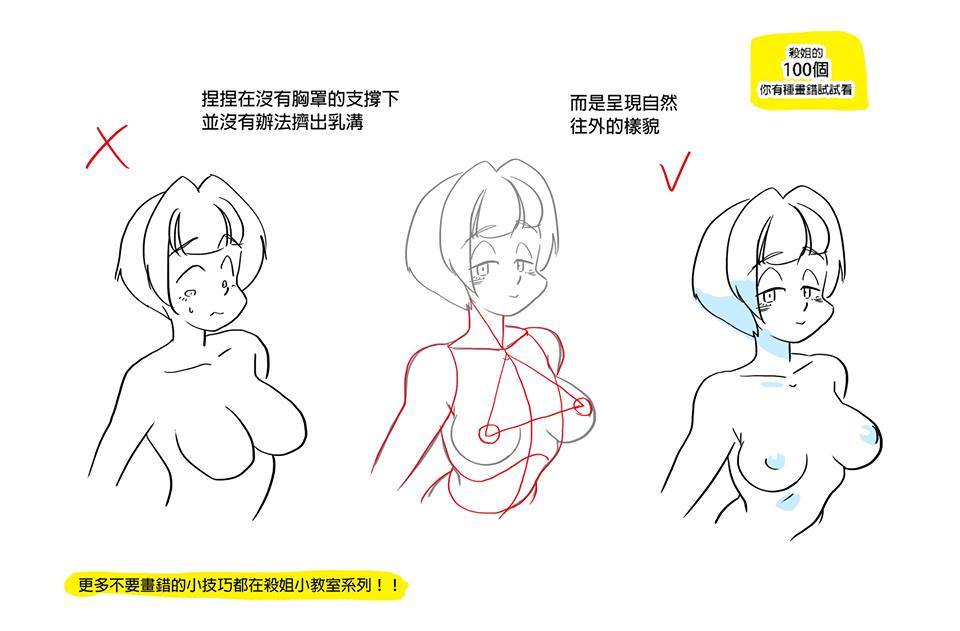 殺姐的
100個
你有種畫錯試試看
捏捏在沒有胸罩的支撐下
並沒有辦法擠出乳溝
而是呈現自然
往外的樣貌
更多不要畫錯的小技巧都在殺姐小教室系列！！